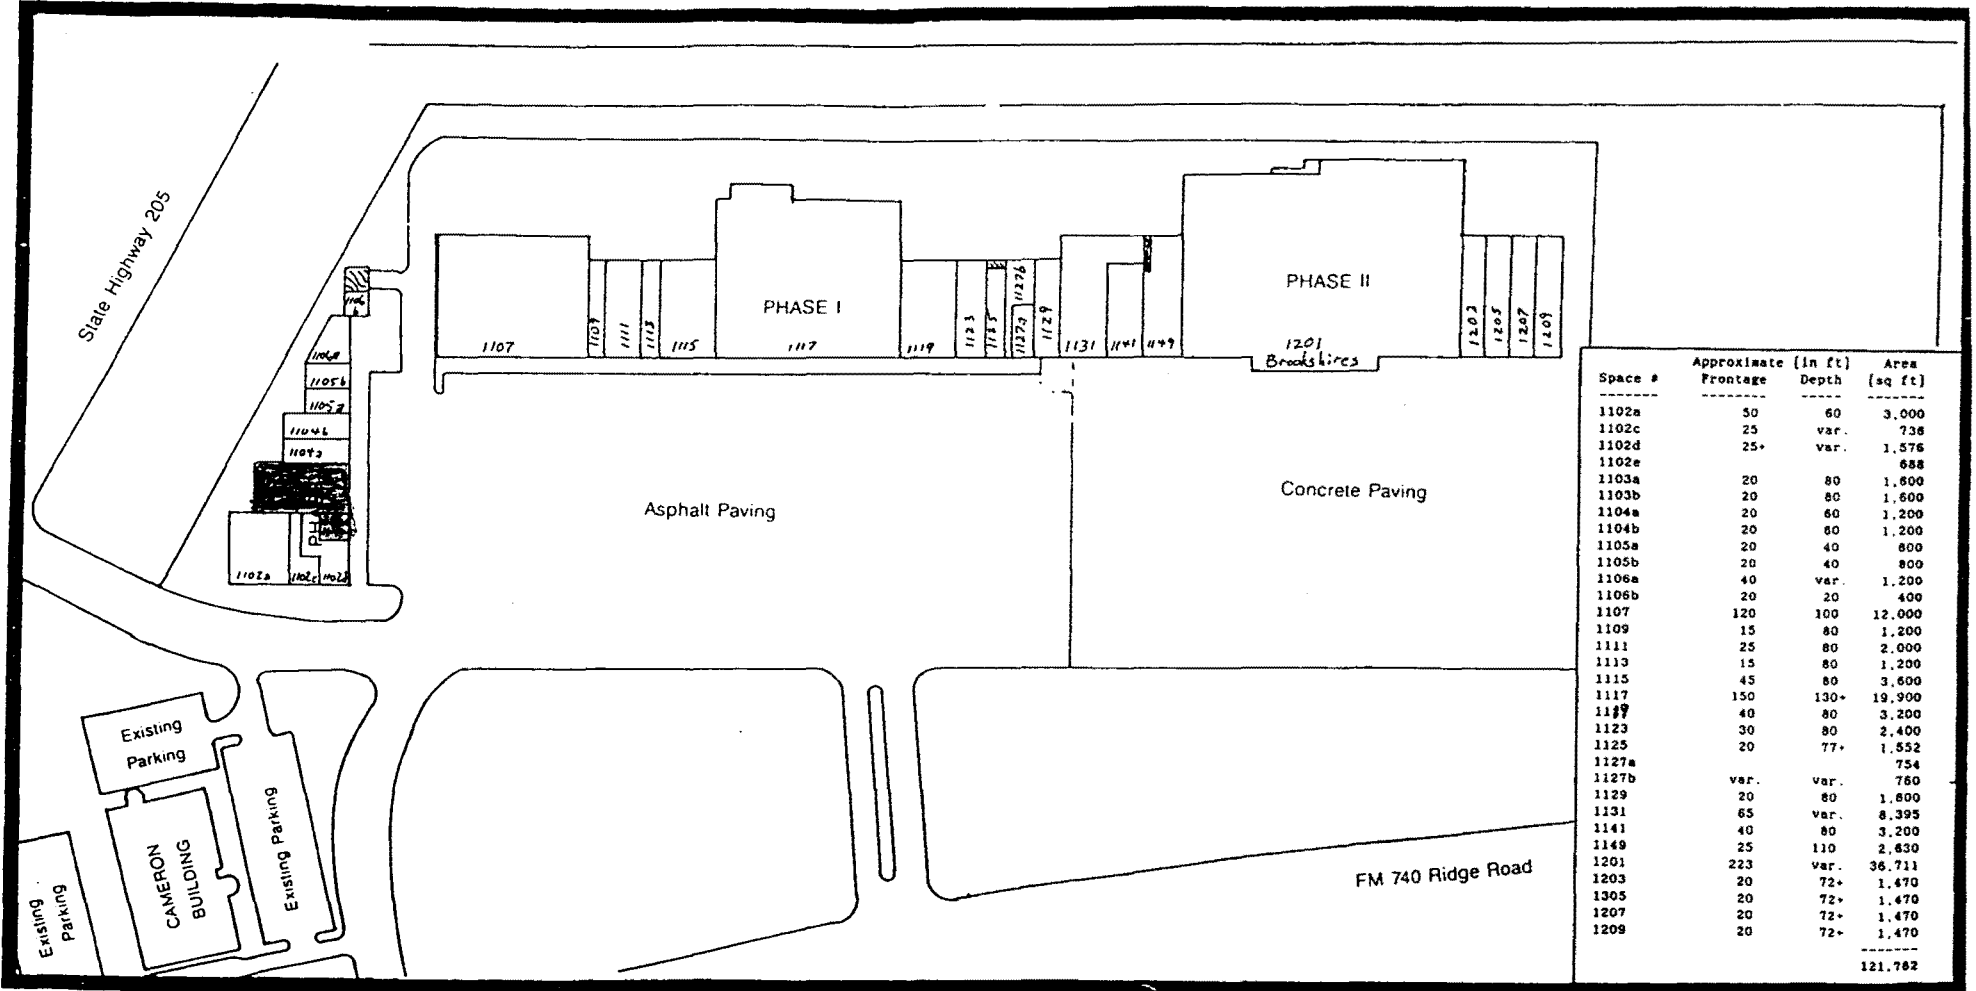 State Highway 205
PHASE I
PHASE II
1106
b
1106a
1105b
1105a
1104b
1104a
PH
1102a
1102c
1102d
1107
1109
1111
1113
1115
1117
1119
1123
1125
1127b
1127a
1129
1131
1141
1149
1201
Brookshires
1203
1205
1207
1209
Asphalt Paving
Concrete Paving
Existing
Parking
CAMERON
BUILDING
Existing Parking
Existing
Parking
FM 740 Ridge Road
Approximate [in ft] Area
Space # Frontage Depth [sq ft]
------- -------- ----- -------
1102a 50 60 3,000
1102c 25 var. 736
1102d 25+ var. 1,576
1102e 688
1103a 20 80 1,600
1103b 20 80 1,600
1104a 20 60 1,200
1104b 20 60 1,200
1105a 20 40 800
1105b 20 40 800
1106a 40 var. 1,200
1106b 20 20 400
1107 120 100 12,000
1109 15 80 1,200
1111 25 80 2,000
1113 15 80 1,200
1115 45 80 3,600
1117 150 130+ 19,900
1119 40 80 3,200
1123 30 80 2,400
1125 20 77+ 1,552
1127a 754
1127b var. var. 760
1129 20 80 1,600
1131 65 var. 8,395
1141 40 80 3,200
1149 25 110 2,630
1201 223 var. 36,711
1203 20 72+ 1,470
1305 20 72+ 1,470
1207 20 72+ 1,470
1209 20 72+ 1,470
-------
121,782